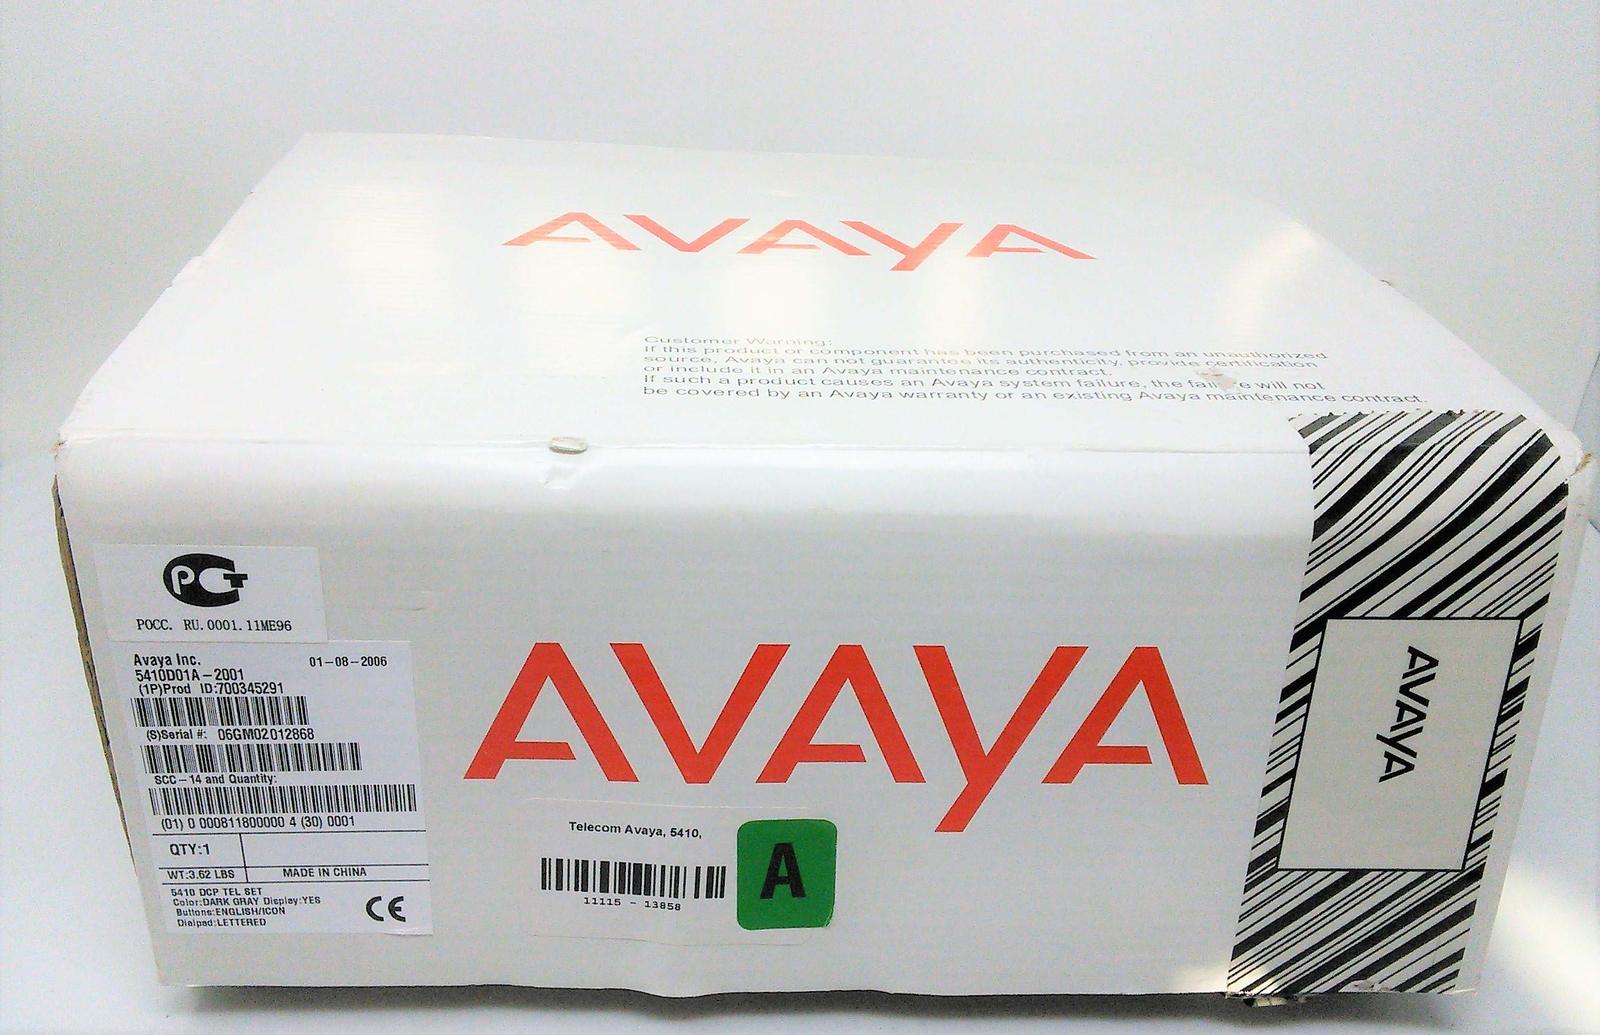 AVAYA
Customer Warning:
If this product or component has been purchased from an unauthorized
source, Avaya can not guarantee its authenticity, provide certification
or include it in an Avaya maintenance contract.
If such a product causes an Avaya system failure, the will not
be covered by an Avaya warranty or an existing Avaya maintenance contract.
РСТ
POCC. RU.0001.11ME96
Avaya Inc. 01-08-2006
5410D01A-2001
(1P)Prod ID:700345291
(S)Serial #: 06GM02012868
SCC-14 and Quantity:
(01) 0 000811800000 4 (30) 0001
QTY:1
WT:3.62 LBS MADE IN CHINA
5410 DCP TEL SET
Color:DARK GRAY Display:YES
Buttons:ENGLISH/ICON
Dialpad:LETTERED
CE
AVAYA
Telecom Avaya, 5410,
11115 - 13858
A
AVAYA